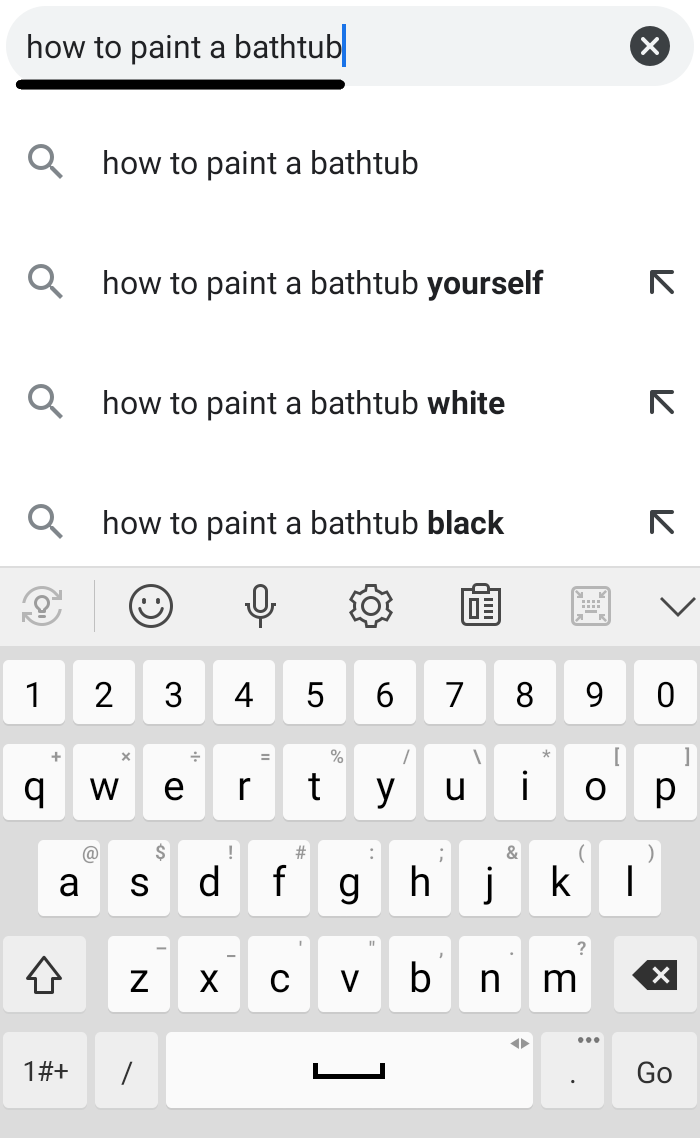 how to paint a bathtub
how to paint a bathtub
how to paint a bathtub yourself
how to paint a bathtub white
how to paint a bathtub black
1 2 3 4 5 6 7 8 9 0
+ × ÷ = % / \ * [ ]
q w e r t y u i o p
@ $ ! # : ; & ( )
a s d f g h j k l
– _ ' " , . ?
z x c v b n m
1#+ / . Go